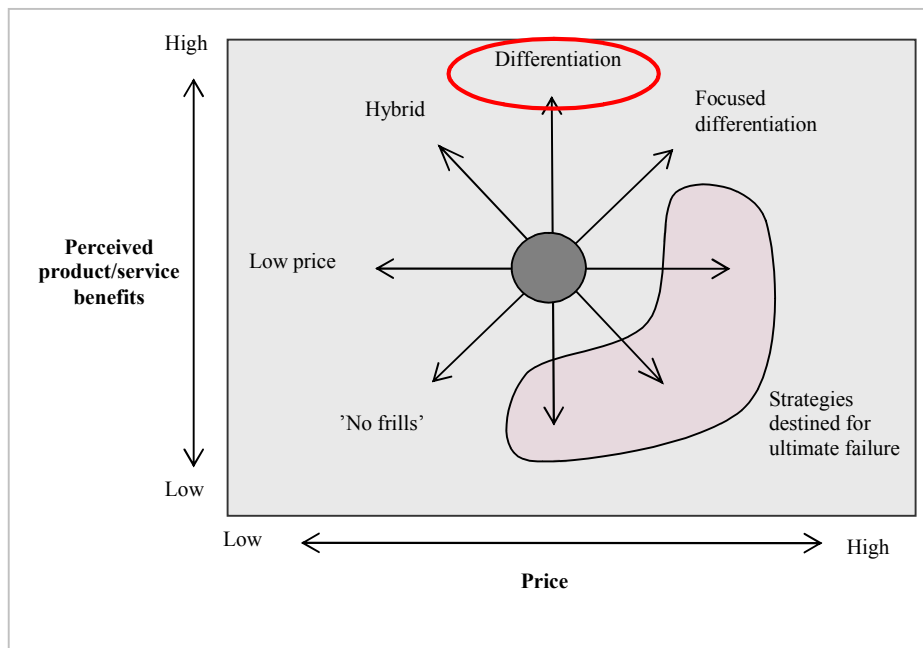 High
Differentiation
Hybrid
Focused
differentiation
Perceived
product/service
benefits
Low price
’No frills’
Strategies
destined for
ultimate failure
Low
Low
High
Price